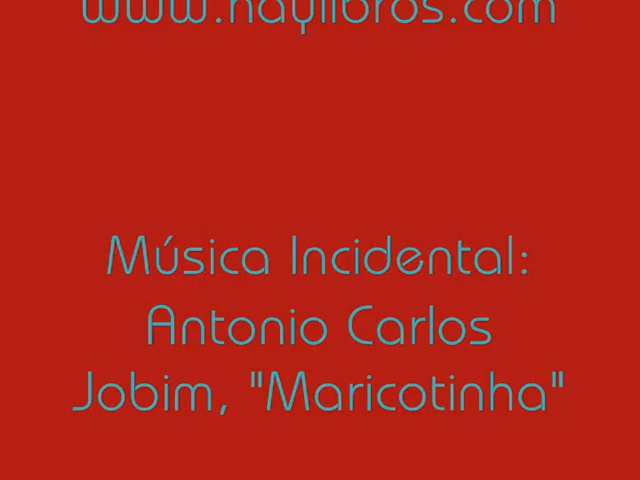 www.haylibros.com
Música Incidental:
Antonio Carlos
Jobim, "Maricotinha"